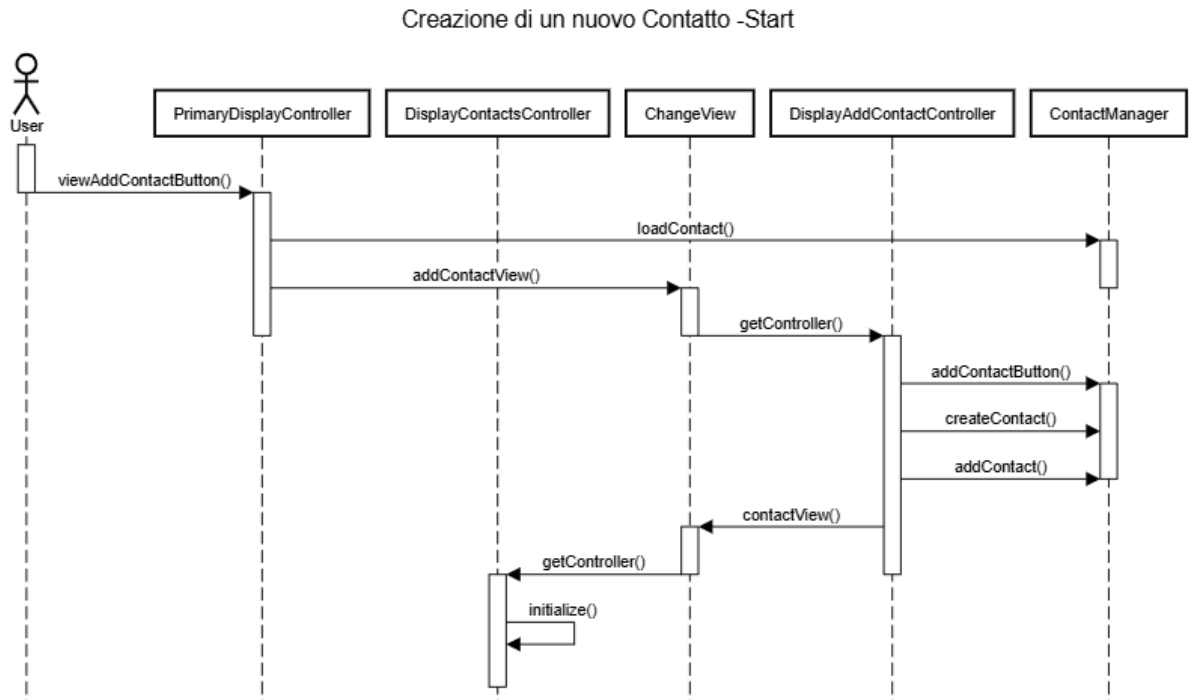 Creazione di un nuovo Contatto -Start
User
PrimaryDisplayController
DisplayContactsController
ChangeView
DisplayAddContactController
ContactManager
viewAddContactButton()
loadContact()
addContactView()
getController()
addContactButton()
createContact()
addContact()
contactView()
getController()
initialize()